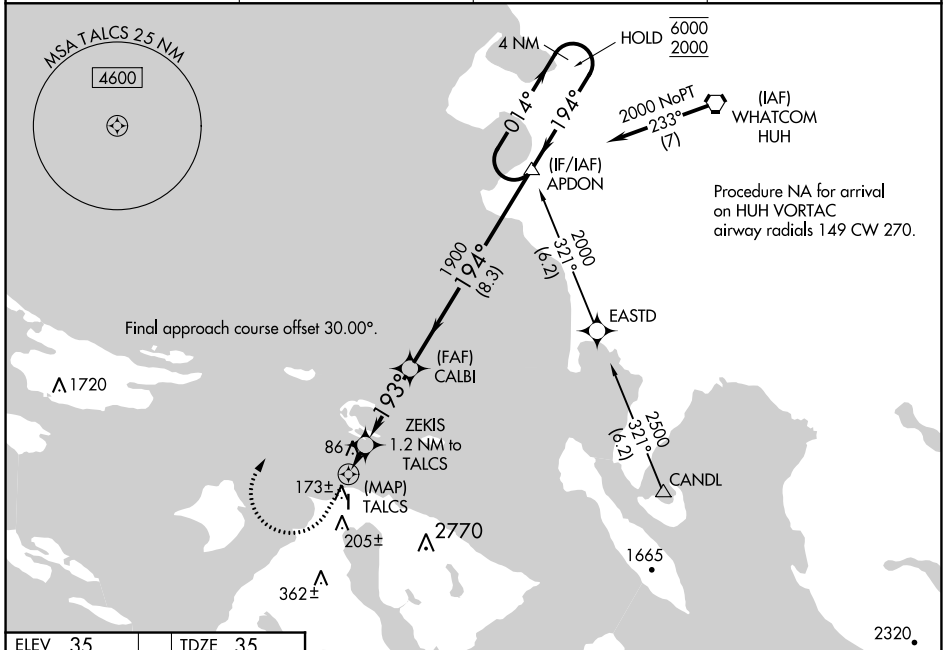 MSA TALCS 25 NM
4600
4 NM
HOLD
6000
2000
014°
194°
2000 NoPT
233°
(7)
(IAF)
WHATCOM
HUH
(IF/IAF)
APDON
Procedure NA for arrival
on HUH VORTAC
airway radials 149 CW 270.
1900
194°
(8.3)
2000
321°
(6.2)
EASTD
Final approach course offset 30.00°.
(FAF)
CALBI
1720
193°
ZEKIS
1.2 NM to
TALCS
86
2500
321°
(6.2)
CANDL
173±
(MAP)
TALCS
205±
2770
1665
362±
2320
ELEV 35
TDZE 35